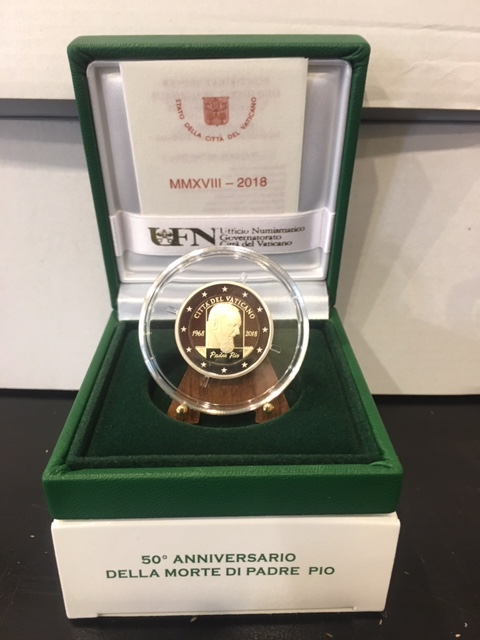 STATO DELLA CITTÀ DEL VATICANO
MMXVIII - 2018
UFN
Ufficio Numismatico
Governatorato
Città del Vaticano
CITTÀ DEL VATICANO
1968 2018
Padre Pio
50° ANNIVERSARIO
DELLA MORTE DI PADRE PIO